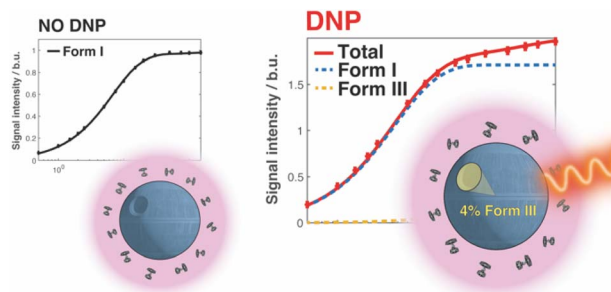 NO DNP
Form I
Signal intensity / b.u.
1
0.8
0.6
0.4
0.2
0
10⁰
DNP
Total
Form I
Form III
Signal intensity / b.u.
1.5
1
0.5
0
4% Form III